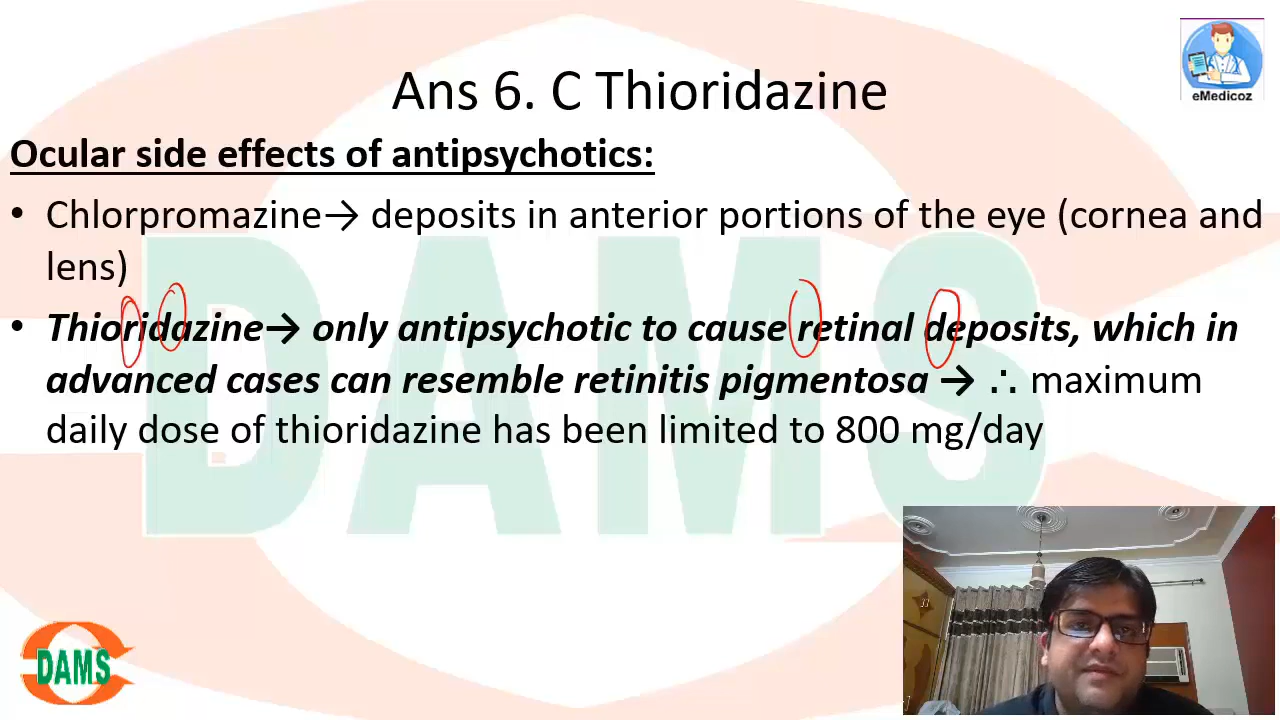 eMedicoz
Ans 6. C Thioridazine
Ocular side effects of antipsychotics:
• Chlorpromazine→ deposits in anterior portions of the eye (cornea and
lens)
• Thioridazine→ only antipsychotic to cause retinal deposits, which in
advanced cases can resemble retinitis pigmentosa → ∴ maximum
daily dose of thioridazine has been limited to 800 mg/day
DAMS
DAMS